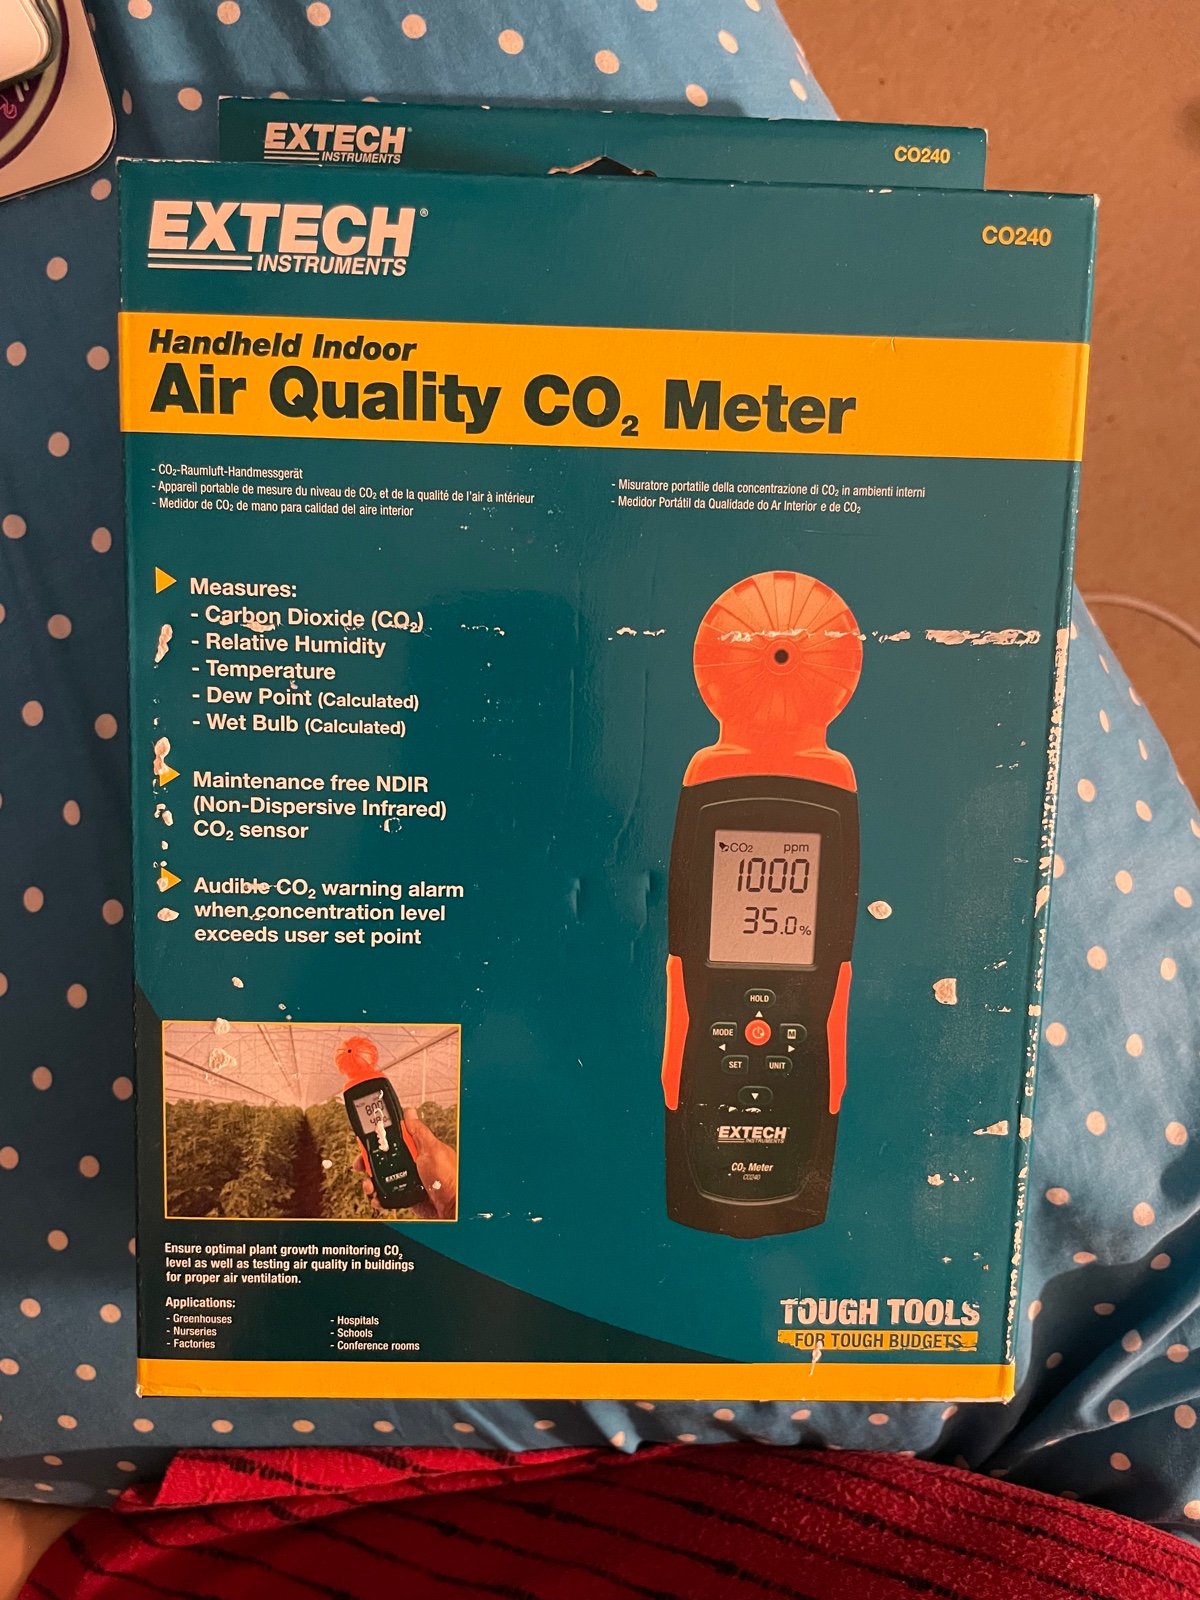 EXTECH
INSTRUMENTS
CO240
EXTECH®
INSTRUMENTS
CO240
Handheld Indoor
Air Quality CO₂ Meter
- CO₂-Raumluft-Handmessgerät
- Appareil portable de mesure du niveau de CO₂ et de la qualité de l'air à intérieur
- Medidor de CO₂ de mano para calidad del aire interior
- Misuratore portatile della concentrazione di CO₂ in ambienti interni
- Medidor Portátil da Qualidade do Ar Interior e de CO₂
Measures:
- Carbon Dioxide (CO₂)
- Relative Humidity
- Temperature
- Dew Point (Calculated)
- Wet Bulb (Calculated)
Maintenance free NDIR
(Non-Dispersive Infrared)
CO₂ sensor
Audible CO₂ warning alarm
when concentration level
exceeds user set point
CO2 ppm
1000
35.0%
HOLD
MODE M
SET UNIT
EXTECH
INSTRUMENTS
CO₂ Meter
CO240
800
EXTECH
Ensure optimal plant growth monitoring CO₂
level as well as testing air quality in buildings
for proper air ventilation.
Applications:
- Greenhouses
- Nurseries
- Factories
- Hospitals
- Schools
- Conference rooms
TOUGH TOOLS
FOR TOUGH BUDGETS